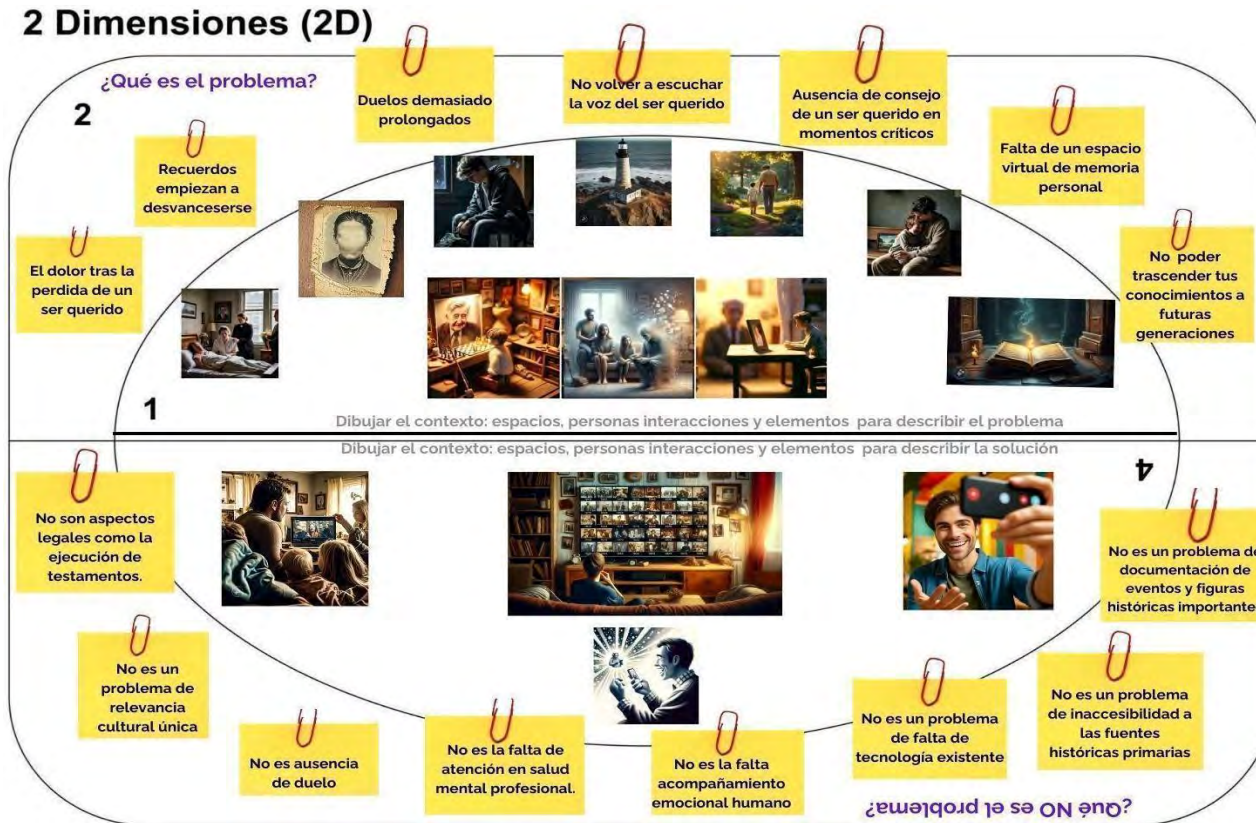 2 Dimensiones (2D)
¿Qué es el problema?
2
Duelos demasiado
prolongados
No volver a escuchar
la voz del ser querido
Ausencia de consejo
de un ser querido en
momentos críticos
Recuerdos
empiezan a
desvanceserse
Falta de un espacio
virtual de memoria
personal
El dolor tras la
perdida de un
ser querido
No poder
trascender tus
conocimientos a
futuras
generaciones
1
Dibujar el contexto: espacios, personas interacciones y elementos para describir el problema
Dibujar el contexto: espacios, personas interacciones y elementos para describir la solución
4
No son aspectos
legales como la
ejecución de
testamentos.
No es un problema de
documentación de
eventos y figuras
históricas importante
No es un
problema de
relevancia
cultural única
No es ausencia
de duelo
No es la falta de
atención en salud
mental profesional.
No es la falta
acompañamiento
emocional humano
No es un problema
de falta de
tecnología existente
No es un problema
de inaccesibilidad a
las fuentes
históricas primarias
¿Qué NO es el problema?